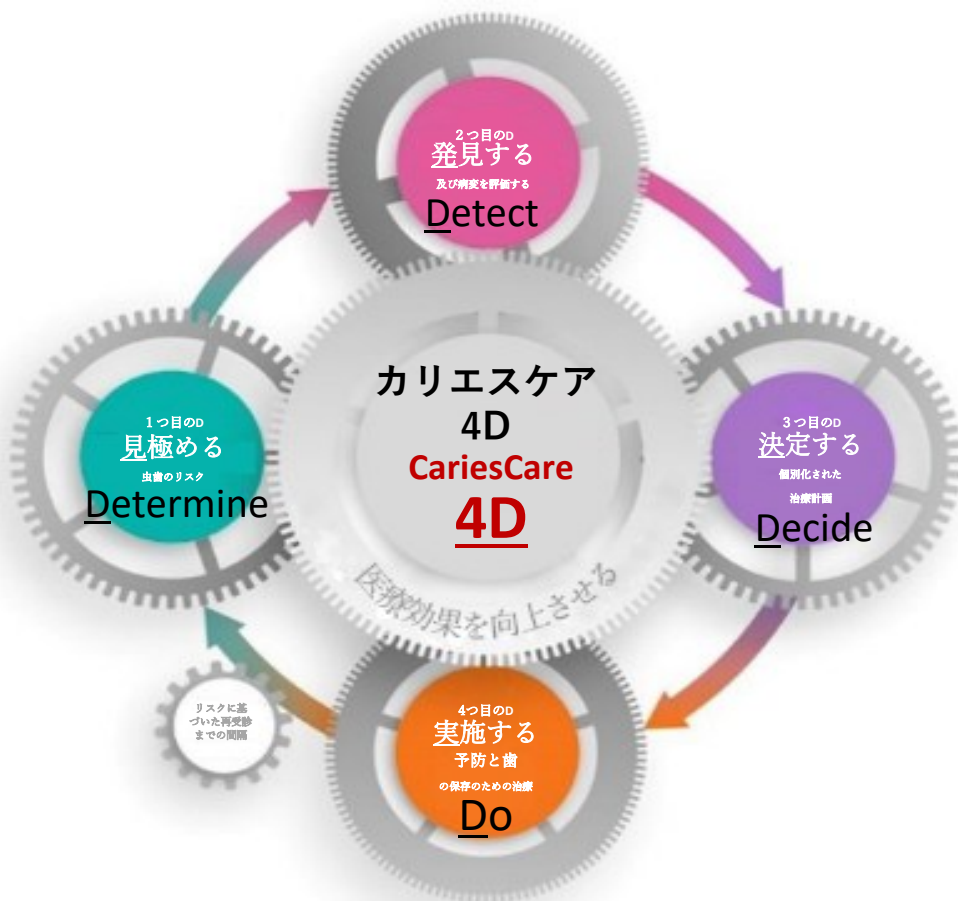 2つ目のD
発見する
及び病変を評価する
Detect
1つ目のD
見極める
虫歯のリスク
Determine
カリエスケア
4D
CariesCare
4D
医療効果を向上させる
3つ目のD
決定する
個別化された
治療計画
Decide
リスクに基
づいた再受診
までの間隔
4つ目のD
実施する
予防と歯
の保存のための治療
Do